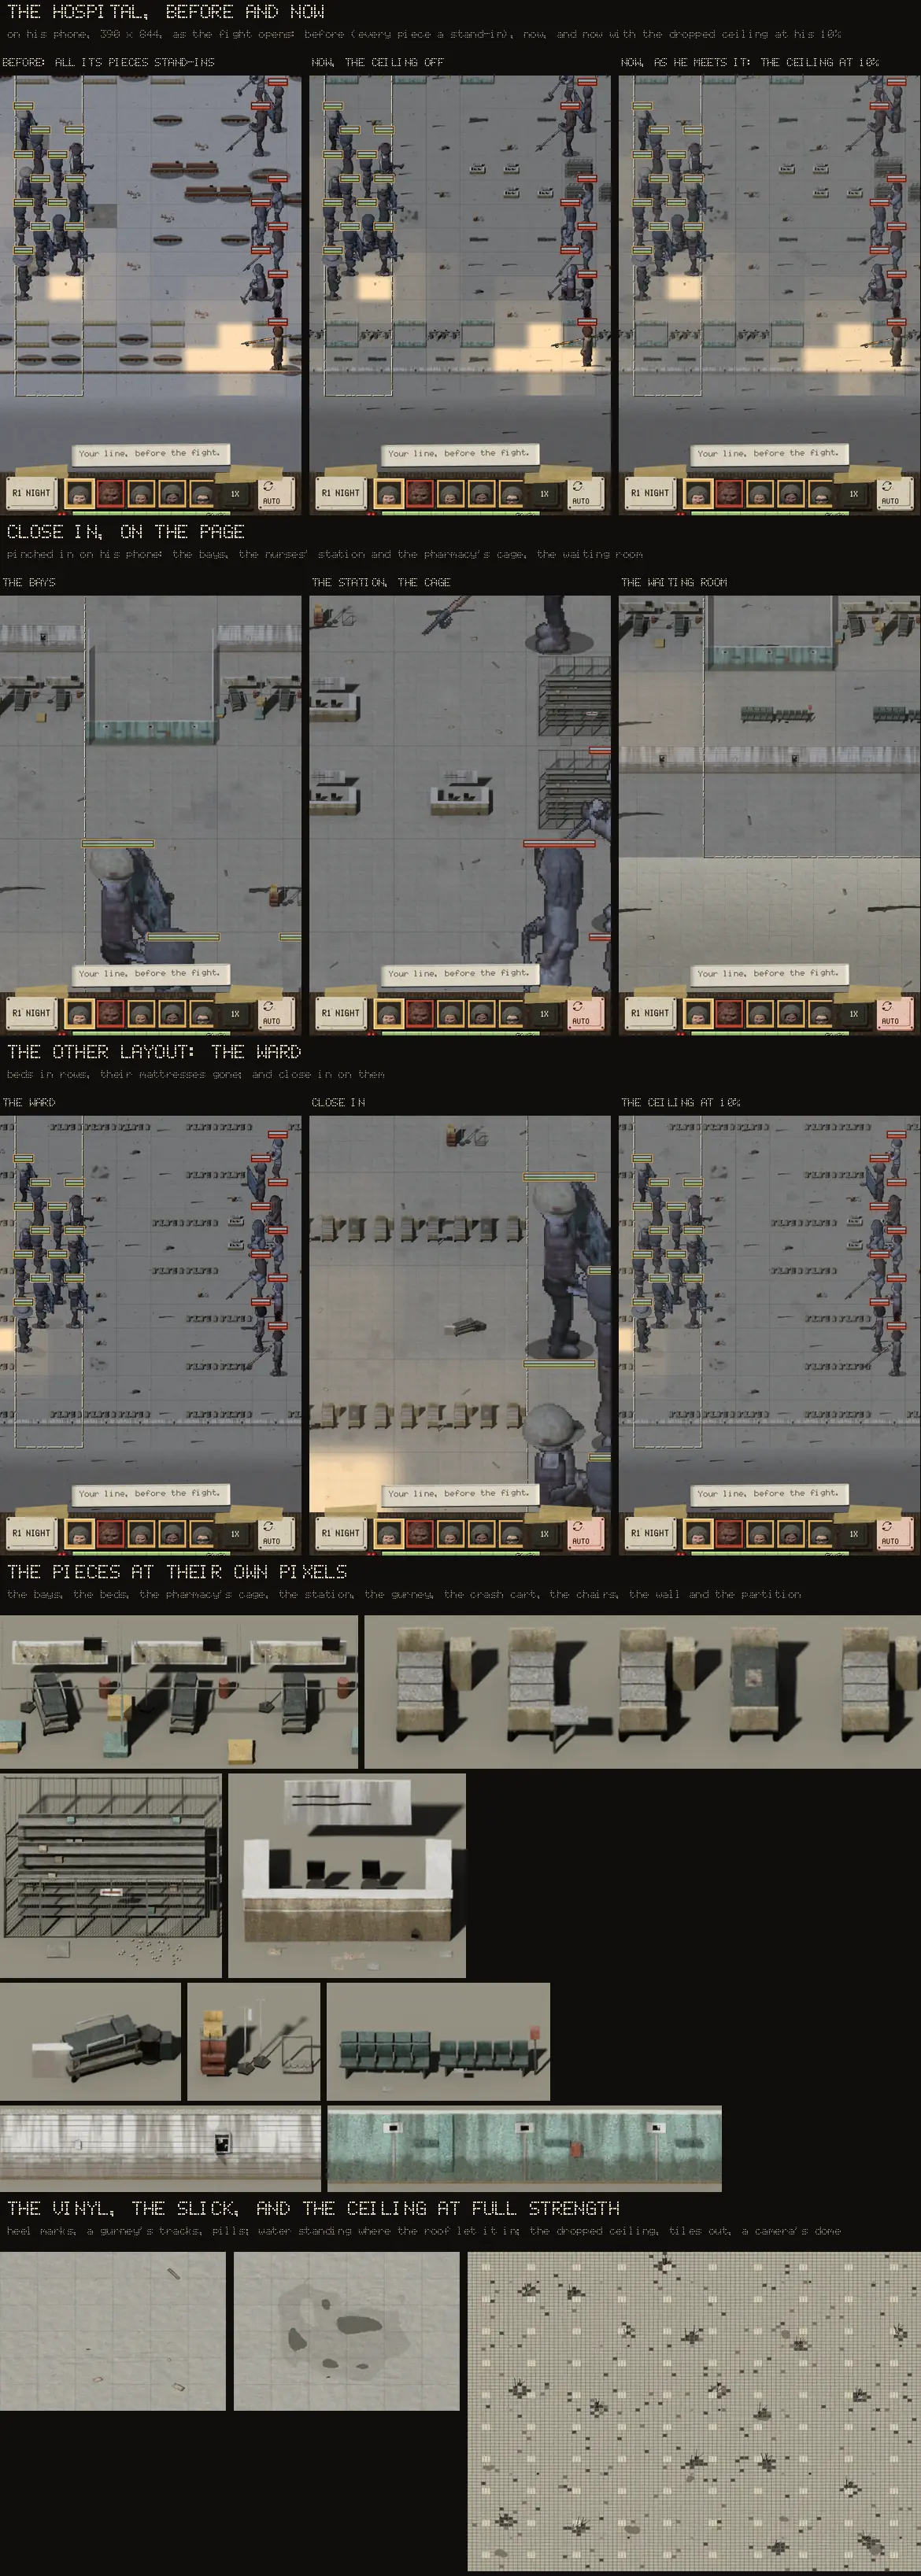 THE HOSPITAL, BEFORE AND NOW
on his phone, 390 x 844, as the fight opens: before (every piece a stand-in), now, and now with the dropped ceiling at his 10%
BEFORE: ALL ITS PIECES STAND-INS
NOW, THE CEILING OFF
NOW, AS HE MEETS IT: THE CEILING AT 10%
Your line, before the fight.
Your line, before the fight.
Your line, before the fight.
R1 NIGHT
1X
AUTO
R1 NIGHT
1X
AUTO
R1 NIGHT
1X
AUTO
CLOSE IN, ON THE PAGE
pinched in on his phone: the bays, the nurses' station and the pharmacy's cage, the waiting room
THE BAYS
THE STATION, THE CAGE
THE WAITING ROOM
Your line, before the fight.
Your line, before the fight.
Your line, before the fight.
R1 NIGHT
1X
AUTO
R1 NIGHT
1X
AUTO
R1 NIGHT
1X
AUTO
THE OTHER LAYOUT: THE WARD
beds in rows, their mattresses gone; and close in on them
THE WARD
CLOSE IN
THE CEILING AT 10%
Your line, before the fight.
Your line, before the fight.
Your line, before the fight.
R1 NIGHT
1X
AUTO
R1 NIGHT
1X
AUTO
R1 NIGHT
1X
AUTO
THE PIECES AT THEIR OWN PIXELS
the bays, the beds, the pharmacy's cage, the station, the gurney, the crash cart, the chairs, the wall and the partition
THE VINYL, THE SLICK, AND THE CEILING AT FULL STRENGTH
heel marks, a gurney's tracks, pills; water standing where the roof let it in; the dropped ceiling, tiles out, a camera's dome